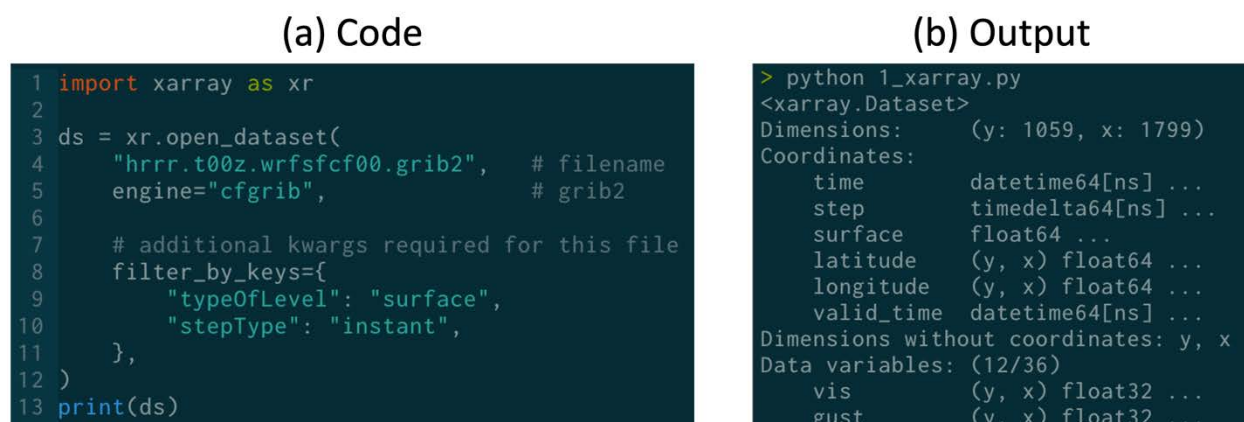 (a) Code
1 import xarray as xr
2
3 ds = xr.open_dataset(
4     "hrrr.t00z.wrfsfcf00.grib2",   # filename
5     engine="cfgrib",               # grib2
6
7     # additional kwargs required for this file
8     filter_by_keys={
9         "typeOfLevel": "surface",
10         "stepType": "instant",
11     },
12 )
13 print(ds)
(b) Output
> python 1_xarray.py
<xarray.Dataset>
Dimensions:     (y: 1059, x: 1799)
Coordinates:
    time        datetime64[ns] ...
    step        timedelta64[ns] ...
    surface     float64 ...
    latitude    (y, x) float64 ...
    longitude   (y, x) float64 ...
    valid_time  datetime64[ns] ...
Dimensions without coordinates: y, x
Data variables: (12/36)
    vis         (y, x) float32 ...
    gust        (y, x) float32 ...